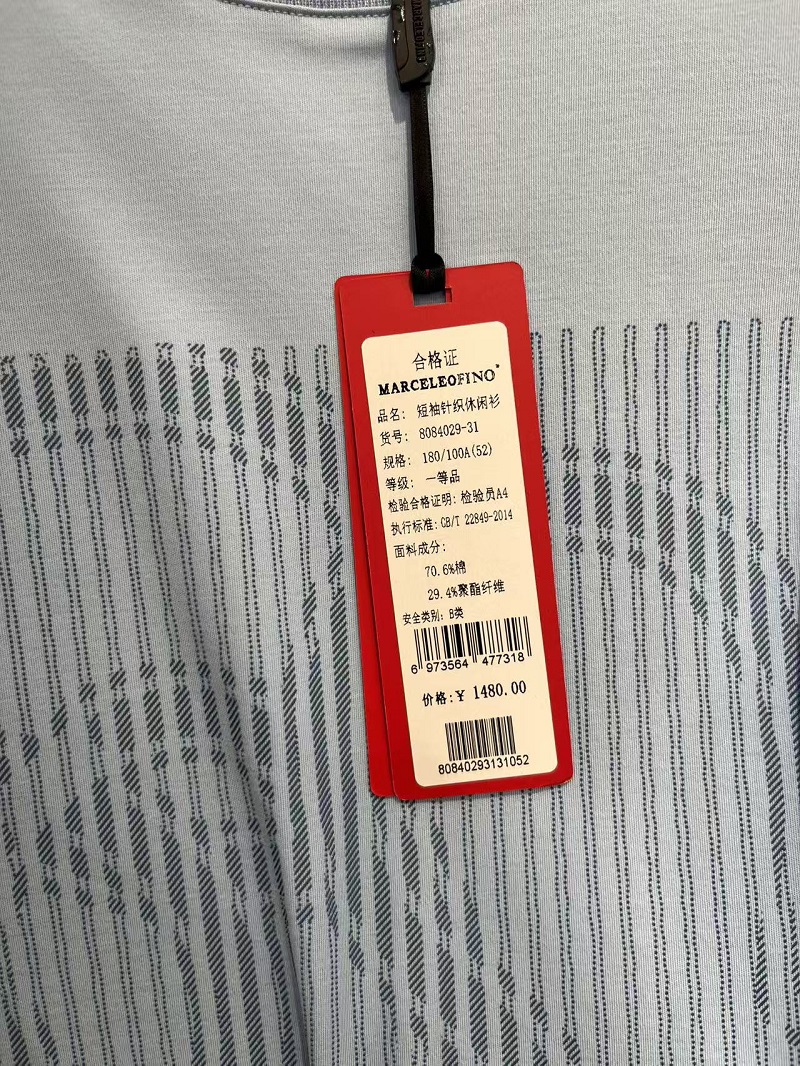 合格证
MARCELEOFINO
品名: 短袖针织休闲衫
货号: 8084029-31
规格: 180/100A(52)
等级: 一等品
检验合格证明: 检验员A4
执行标准: GB/T 22849-2014
面料成分:
70.6%棉
29.4%聚酯纤维
安全类别: B类
6 973564 477318
价格:¥ 1480.00
80840293131052